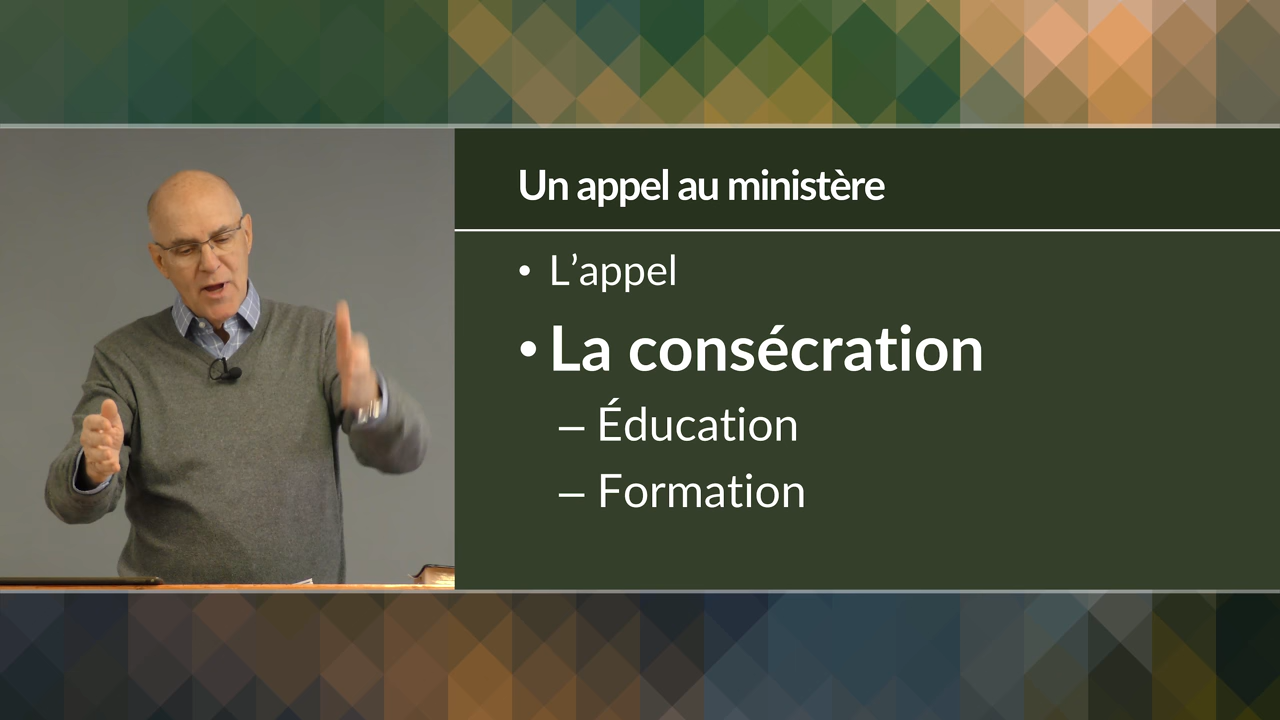 Un appel au ministère
• L’appel
• La consécration
– Éducation
– Formation